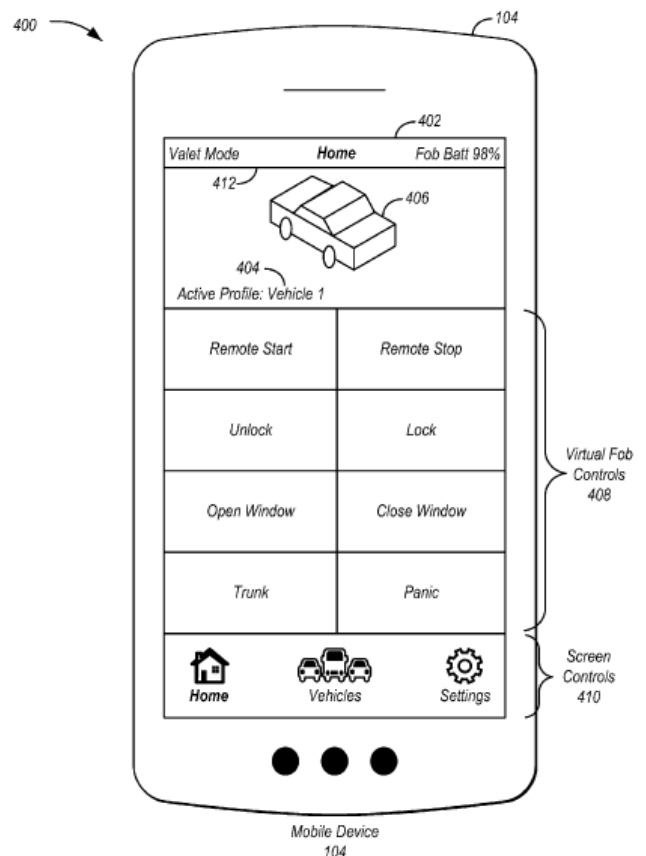 400
104
402
Valet Mode Home Fob Batt 98%
412
406
404
Active Profile: Vehicle 1
Remote Start Remote Stop
Unlock Lock
Virtual Fob
Controls
408
Open Window Close Window
Trunk Panic
Home Vehicles Settings
Screen
Controls
410
Mobile Device
104